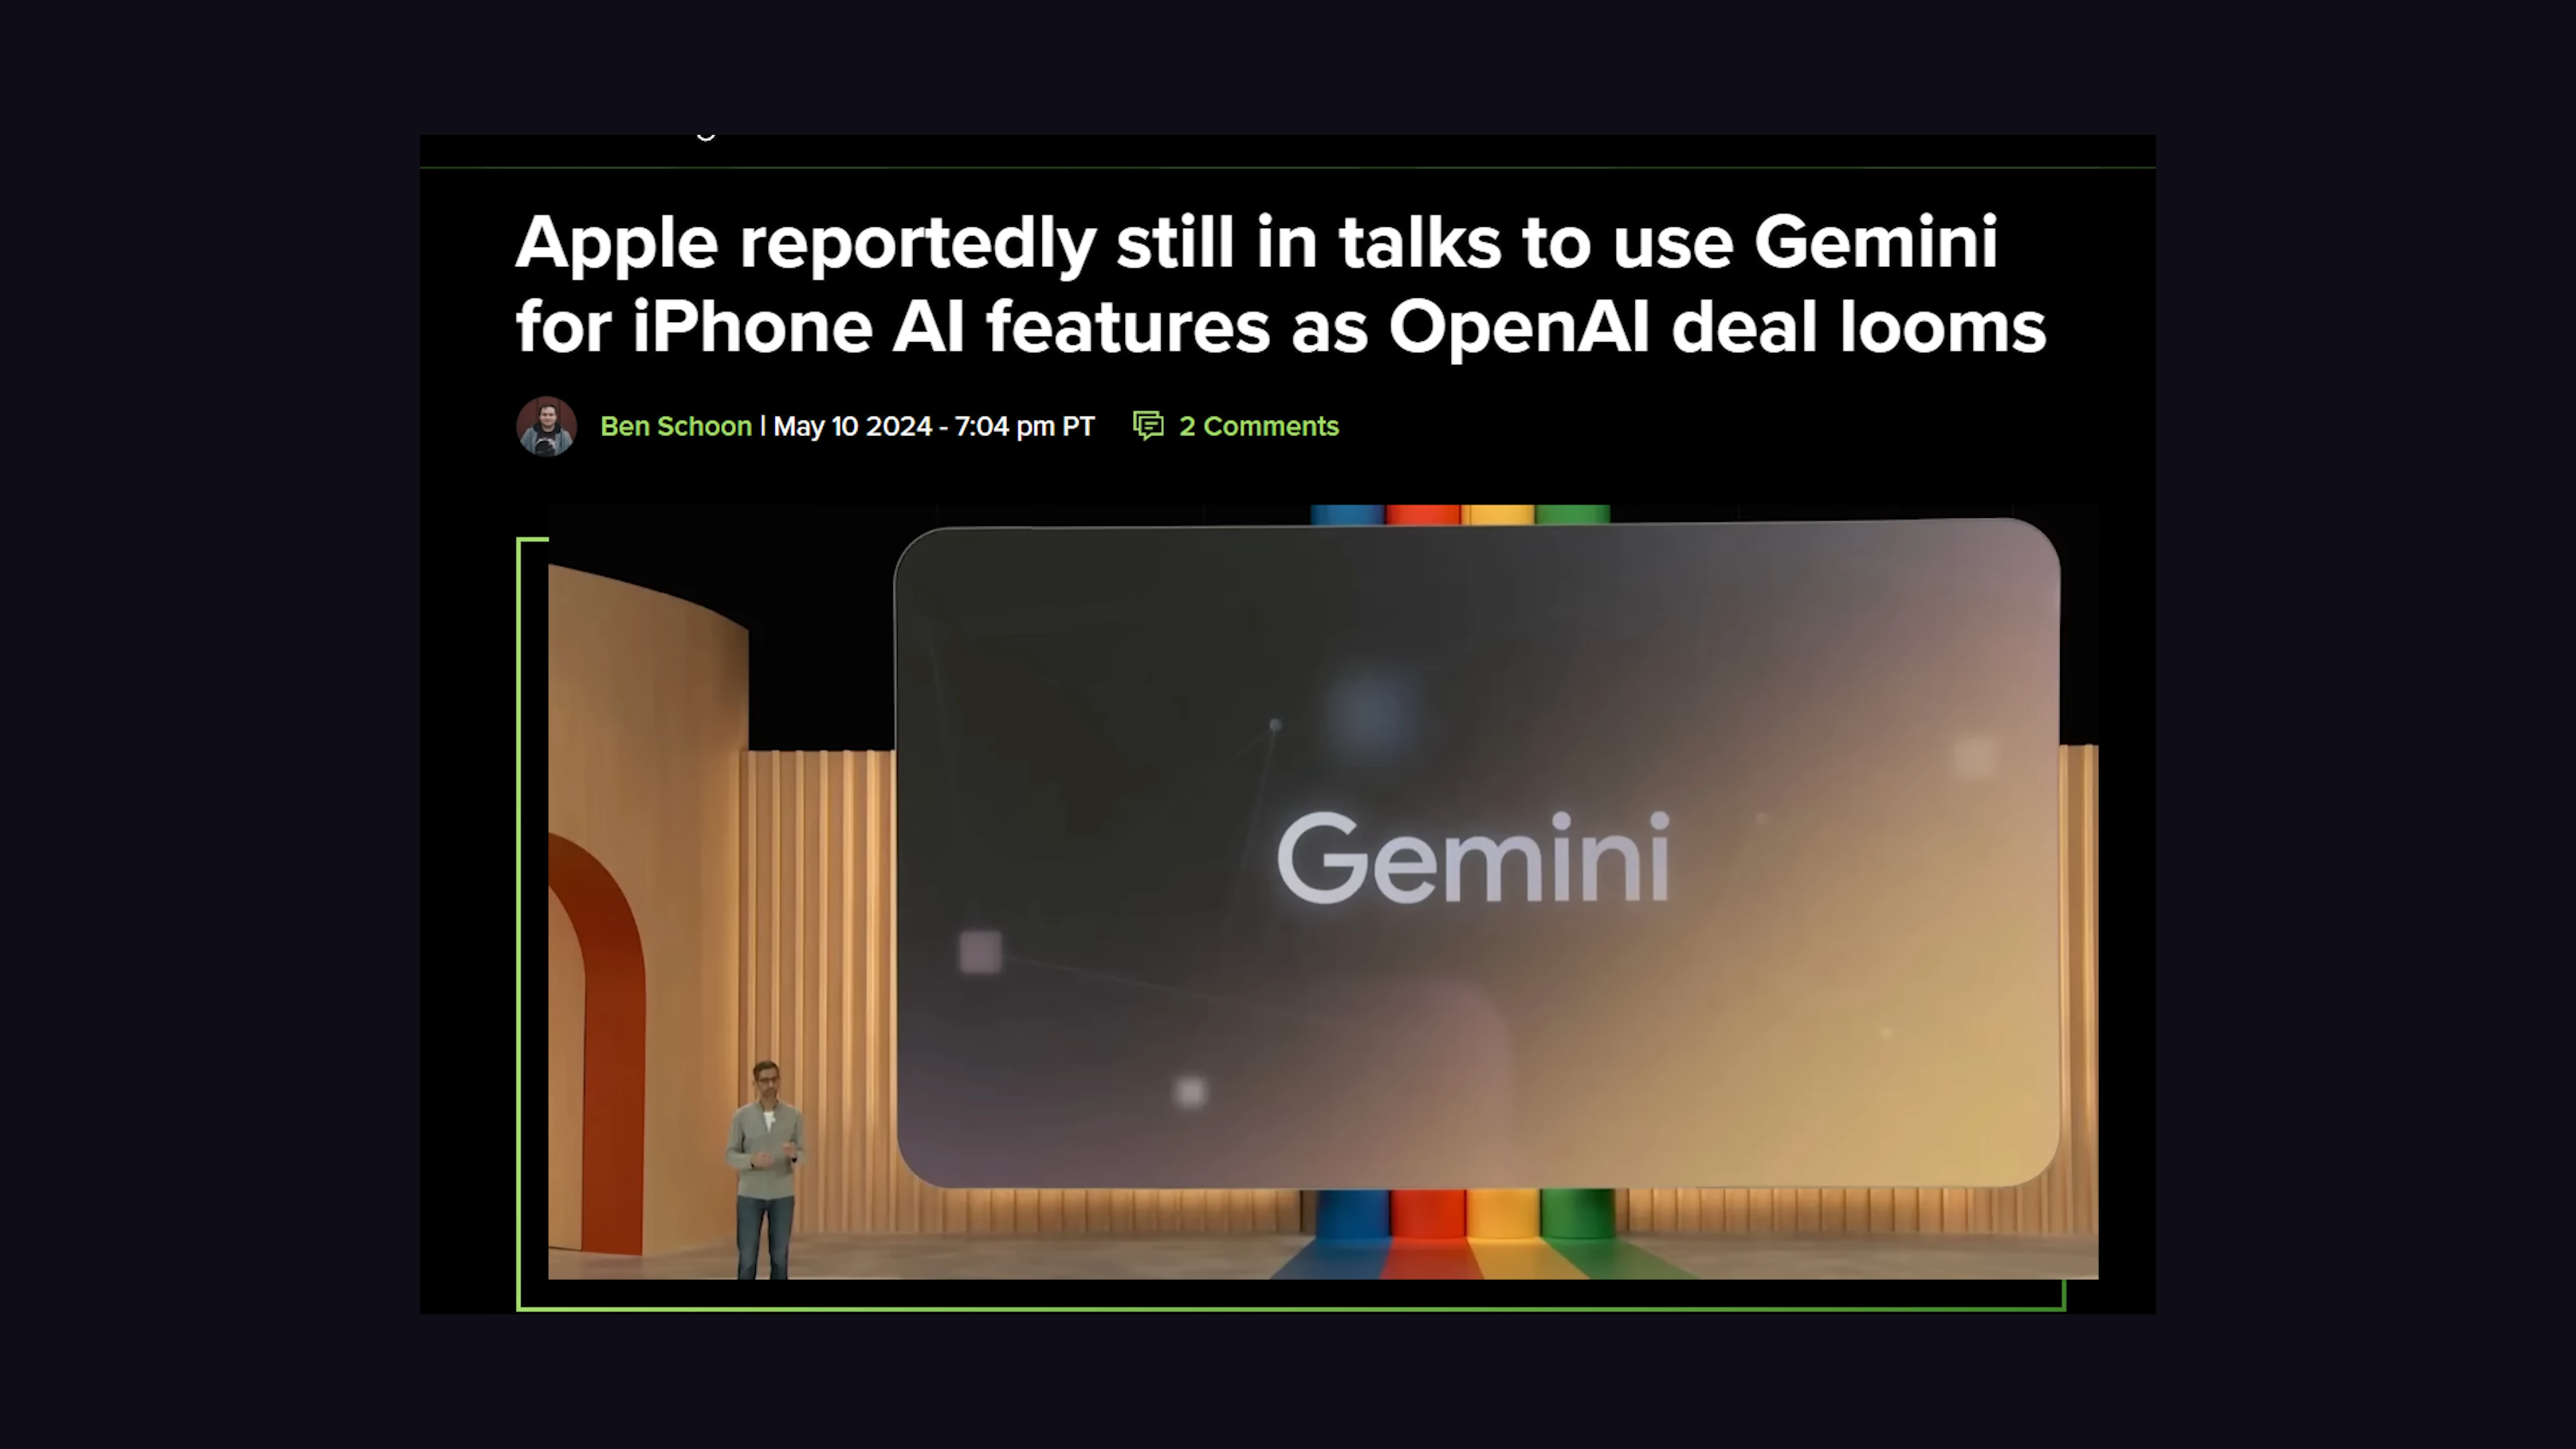 Apple reportedly still in talks to use Gemini
for iPhone AI features as OpenAI deal looms
Ben Schoon | May 10 2024 - 7:04 pm PT 2 Comments
Gemini